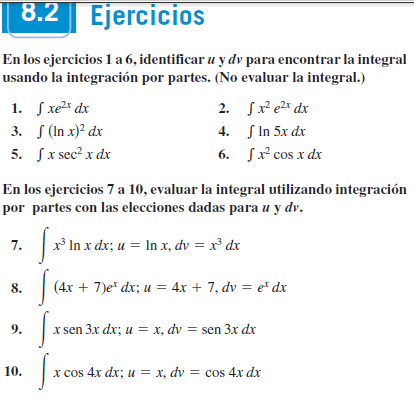 8.2 Ejercicios
En los ejercicios 1 a 6, identificar u y dv para encontrar la integral
usando la integración por partes. (No evaluar la integral.)
1. ∫ xe²ˣ dx 2. ∫ x² e²ˣ dx
3. ∫ (ln x)² dx 4. ∫ ln 5x dx
5. ∫ x sec² x dx 6. ∫ x² cos x dx
En los ejercicios 7 a 10, evaluar la integral utilizando integración
por partes con las elecciones dadas para u y dv.
7. ∫ x³ ln x dx; u = ln x, dv = x³ dx
8. ∫ (4x + 7)eˣ dx; u = 4x + 7, dv = eˣ dx
9. ∫ x sen 3x dx; u = x, dv = sen 3x dx
10. ∫ x cos 4x dx; u = x, dv = cos 4x dx